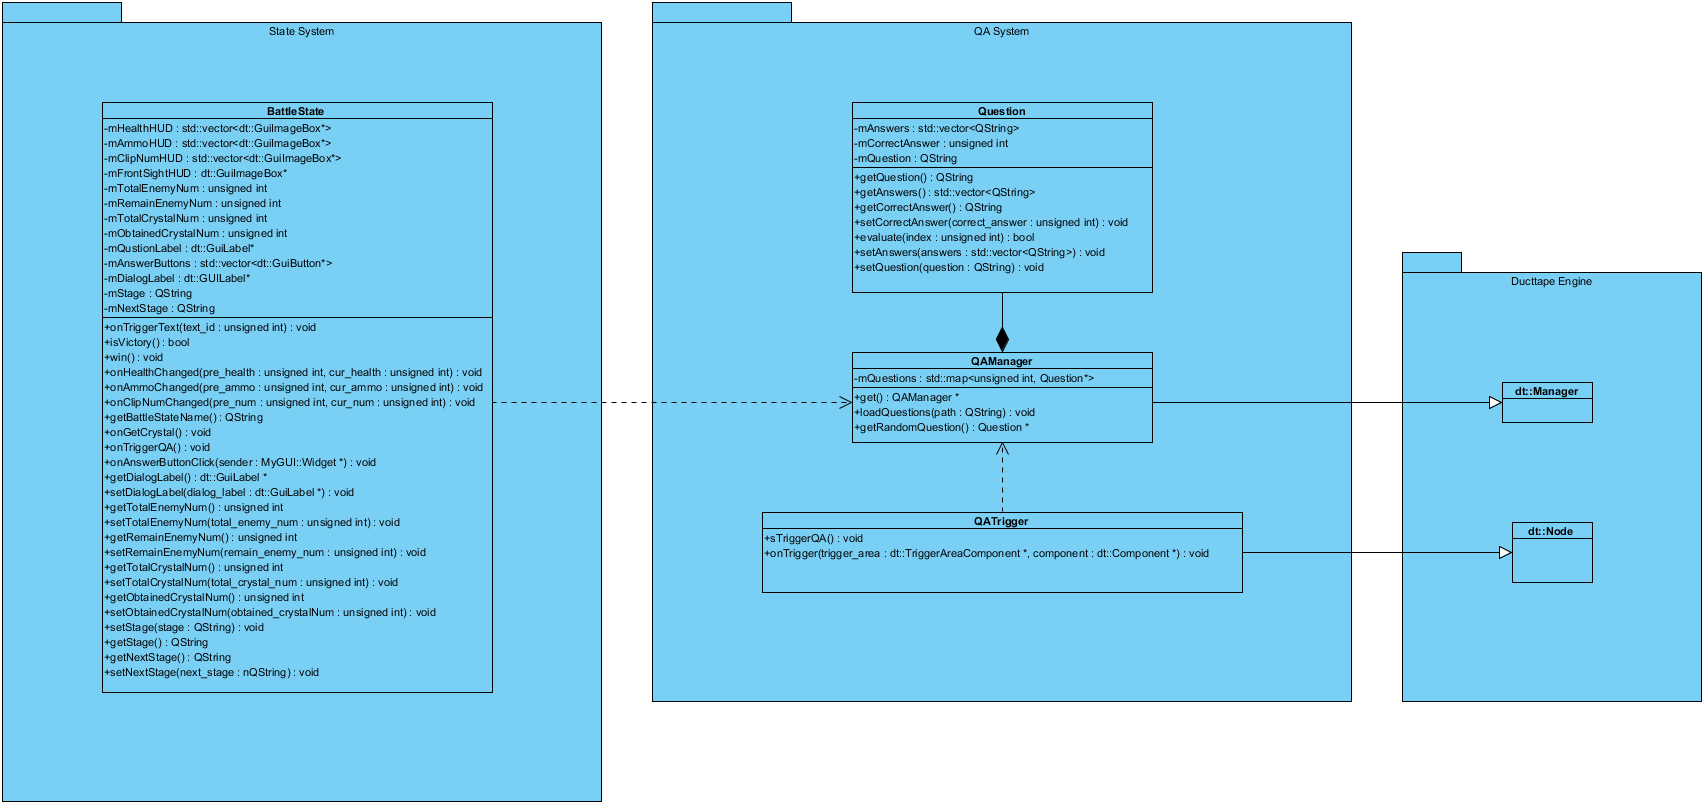 State System
BattleState
-mHealthHUD : std::vector<dt::GuiImageBox*>
-mAmmoHUD : std::vector<dt::GuiImageBox*>
-mClipNumHUD : std::vector<dt::GuiImageBox*>
-mFrontSightHUD : dt::GuiImageBox*
-mTotalEnemyNum : unsigned int
-mRemainEnemyNum : unsigned int
-mTotalCrystalNum : unsigned int
-mObtainedCrystalNum : unsigned int
-mQustionLabel : dt::GuiLabel*
-mAnswerButtons : std::vector<dt::GuiButton*>
-mDialogLabel : dt::GUILabel*
-mStage : QString
-mNextStage : QString
+onTriggerText(text_id : unsigned int) : void
+isVictory() : bool
+win() : void
+onHealthChanged(pre_health : unsigned int, cur_health : unsigned int) : void
+onAmmoChanged(pre_ammo : unsigned int, cur_ammo : unsigned int) : void
+onClipNumChanged(pre_num : unsigned int, cur_num : unsigned int) : void
+getBattleStateName() : QString
+onGetCrystal() : void
+onTriggerQA() : void
+onAnswerButtonClick(sender : MyGUI::Widget *) : void
+getDialogLabel() : dt::GuiLabel *
+setDialogLabel(dialog_label : dt::GuiLabel *) : void
+getTotalEnemyNum() : unsigned int
+setTotalEnemyNum(total_enemy_num : unsigned int) : void
+getRemainEnemyNum() : unsigned int
+setRemainEnemyNum(remain_enemy_num : unsigned int) : void
+getTotalCrystalNum() : unsigned int
+setTotalCrystalNum(total_crystal_num : unsigned int) : void
+getObtainedCrystalNum() : unsigned int
+setObtainedCrystalNum(obtained_crystalNum : unsigned int) : void
+setStage(stage : QString) : void
+getStage() : QString
+getNextStage() : QString
+setNextStage(next_stage : nQString) : void
QA System
Question
-mAnswers : std::vector<QString>
-mCorrectAnswer : unsigned int
-mQuestion : QString
+getQuestion() : QString
+getAnswers() : std::vector<QString>
+getCorrectAnswer() : QString
+setCorrectAnswer(correct_answer : unsigned int) : void
+evaluate(index : unsigned int) : bool
+setAnswers(answers : std::vector<QString>) : void
+setQuestion(question : QString) : void
QAManager
-mQuestions : std::map<unsigned int, Question*>
+get() : QAManager *
+loadQuestions(path : QString) : void
+getRandomQuestion() : Question *
QATrigger
+sTriggerQA() : void
+onTrigger(trigger_area : dt::TriggerAreaComponent *, component : dt::Component *) : void
Ducttape Engine
dt::Manager
dt::Node